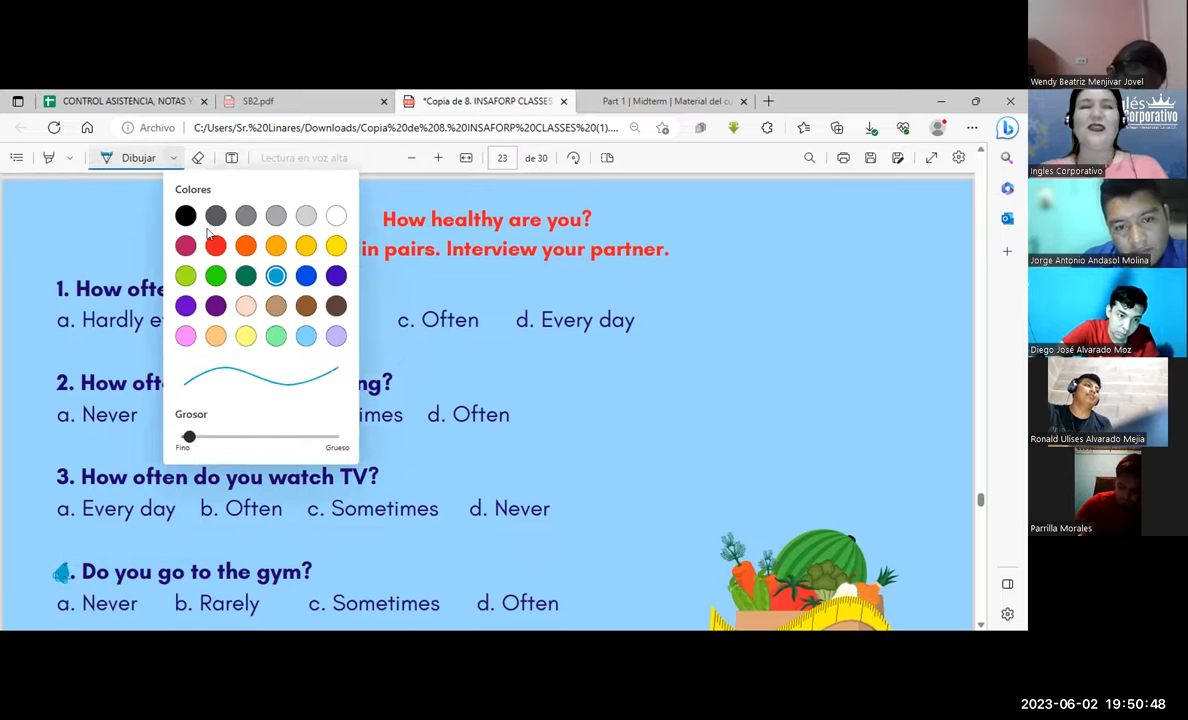 Wendy Beatriz Menjivar Jovel
CONTROL ASISTENCIA, NOTAS Y
SB2.pdf
*Copia de 8. INSAFORP CLASSES
Part 1 | Midterm | Material del cu
glés
Corporativo
Ingles Corporativo
Archivo
C:/Users/Sr.%20Linares/Downloads/Copia%20de%208.%20INSAFORP%20CLASSES%20(1)....
Dibujar
Lectura en voz alta
23
de 30
Colores
How healthy are you?
in pairs. Interview your partner.
Jorge Antonio Andasol Molina
1. How ofte
a. Hardly e
c. Often
d. Every day
Diego José Alvarado Moz
2. How oft
ng?
a. Never
imes
d. Often
Grosor
Fino
Grueso
Ronald Ulises Alvarado Mejia
3. How often do you watch TV?
a. Every day
b. Often
c. Sometimes
d. Never
Parrilla Morales
. Do you go to the gym?
a. Never
b. Rarely
c. Sometimes
d. Often
2023-06-02 19:50:48